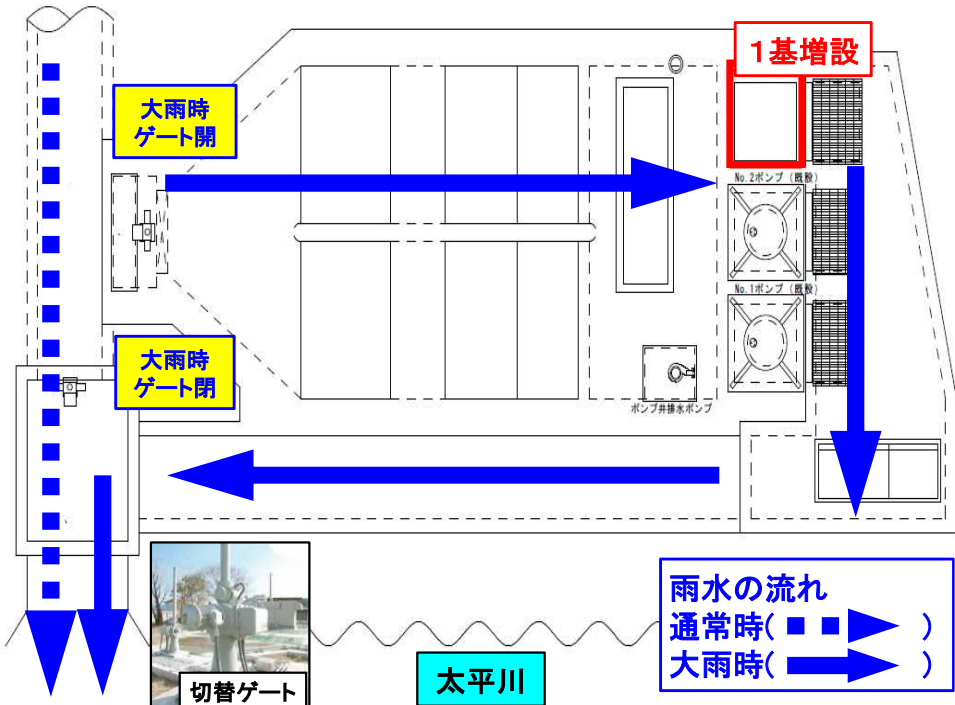 1基増設
大雨時
ゲート開
No.2ポンプ（既設）
No.1ポンプ（既設）
大雨時
ゲート閉
ポンプ井排水ポンプ
雨水の流れ
通常時( )
大雨時( )
切替ゲート
太平川